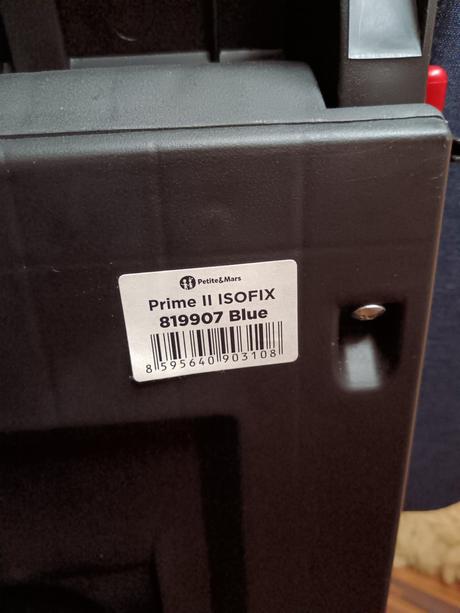 Petite&Mars
Prime II ISOFIX
819907 Blue
8 595640 903108